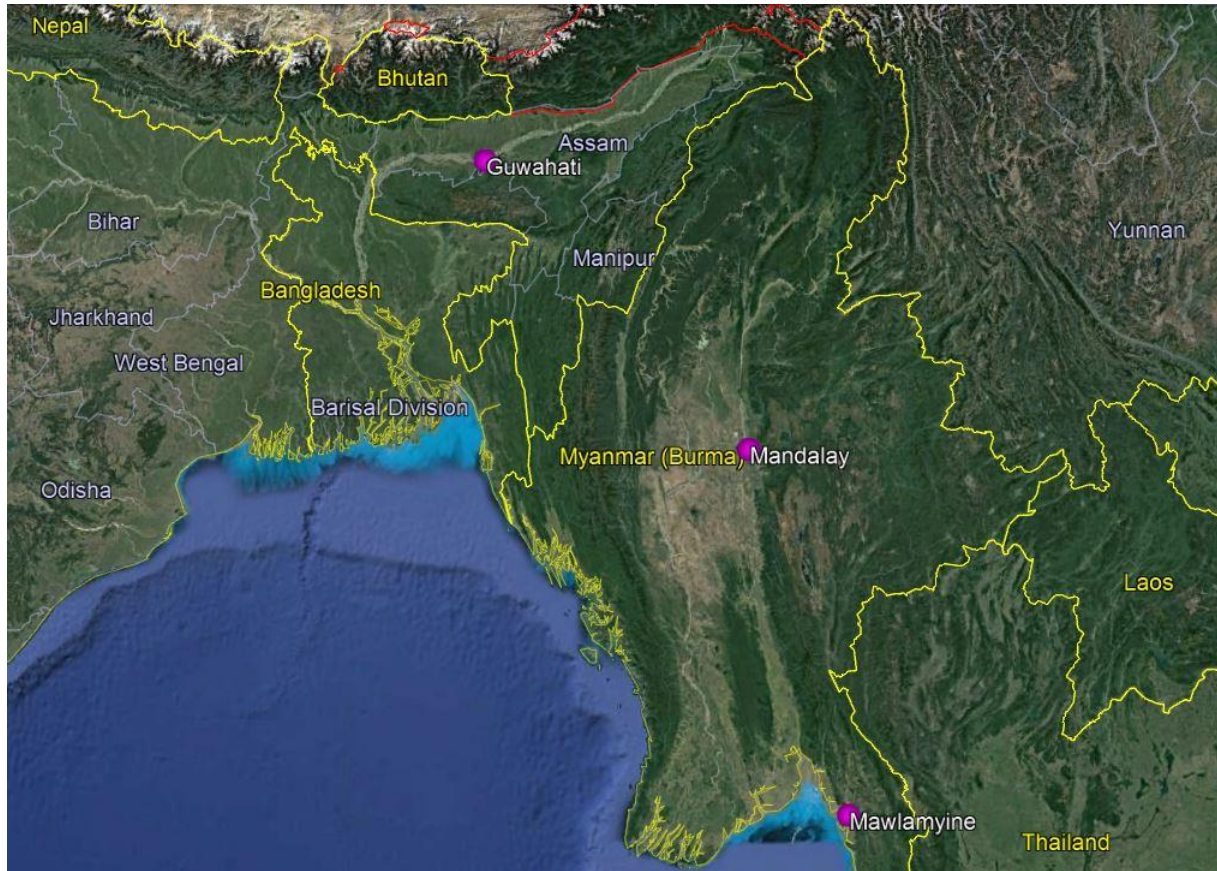 Nepal
Bhutan
Assam
Guwahati
Bihar
Yunnan
Manipur
Bangladesh
Jharkhand
West Bengal
Barisal Division
Myanmar (Burma)
Mandalay
Odisha
Laos
Mawlamyine
Thailand